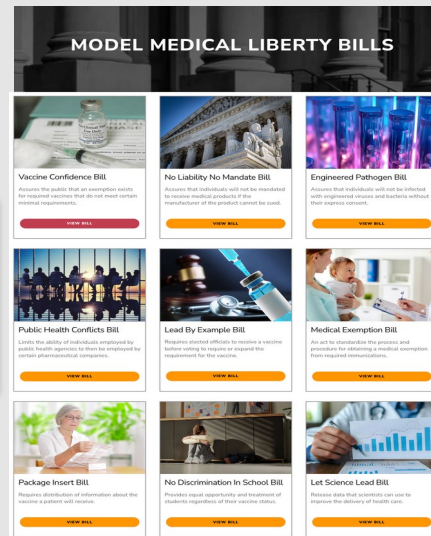 MODEL MEDICAL LIBERTY BILLS
Vaccine Confidence Bill
Assures the public that an exemption exists
for required vaccines that do not meet certain
minimal requirements.
VIEW BILL
No Liability No Mandate Bill
Assures that individuals will not be mandated
to receive medical products if the
manufacturer of the product cannot be sued.
VIEW BILL
Engineered Pathogen Bill
Assures that individuals will not be infected
with engineered viruses and bacteria without
their express consent.
VIEW BILL
Public Health Conflicts Bill
Limits the ability of individuals employed by
public health agencies to then be employed by
certain pharmaceutical companies.
VIEW BILL
Lead By Example Bill
Requires elected officials to receive a vaccine
before voting to require or expand the
requirement for the vaccine.
VIEW BILL
Medical Exemption Bill
An act to standardize the process and
procedure for obtaining a medical exemption
from required immunizations.
VIEW BILL
Package Insert Bill
Requires distribution of information about the
vaccine a patient will receive.
VIEW BILL
No Discrimination In School Bill
Provides equal opportunity and treatment of
students regardless of their vaccine status.
VIEW BILL
Let Science Lead Bill
Release data that scientists can use to
improve the delivery of health care.
VIEW BILL